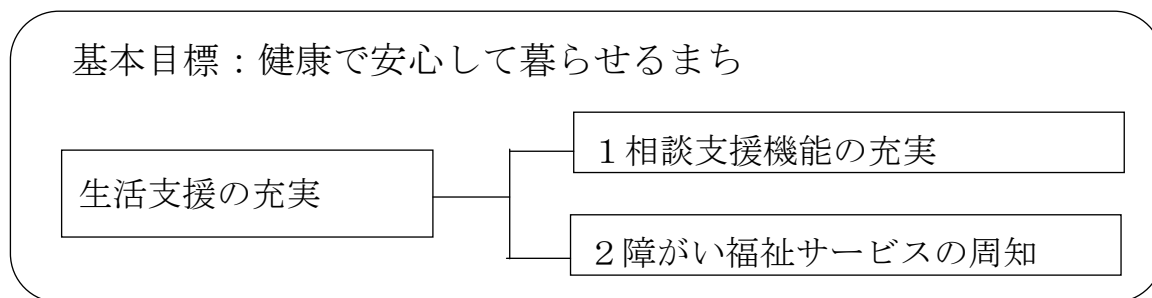 基本目標：健康で安心して暮らせるまち
１相談支援機能の充実
生活支援の充実
２障がい福祉サービスの周知